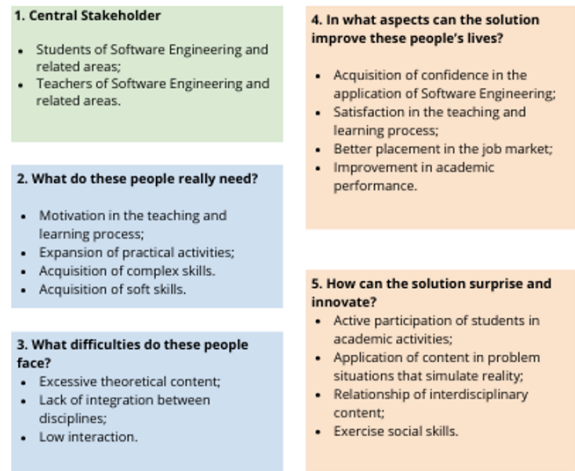 1. Central Stakeholder
• Students of Software Engineering and
related areas;
• Teachers of Software Engineering and
related areas.
2. What do these people really need?
• Motivation in the teaching and
learning process;
• Expansion of practical activities;
• Acquisition of complex skills.
• Acquisition of soft skills.
3. What difficulties do these people
face?
• Excessive theoretical content;
• Lack of integration between
disciplines;
• Low interaction.
4. In what aspects can the solution
improve these people's lives?
• Acquisition of confidence in the
application of Software Engineering;
• Satisfaction in the teaching and
learning process;
• Better placement in the job market;
• Improvement in academic
performance.
5. How can the solution surprise and
innovate?
• Active participation of students in
academic activities;
• Application of content in problem
situations that simulate reality;
• Relationship of interdisciplinary
content;
• Exercise social skills.